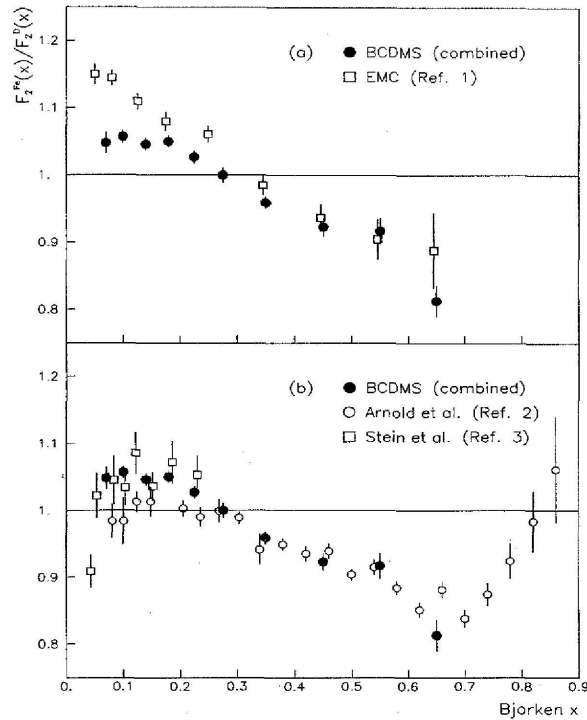 F₂ᶠᵉ(x)/F₂ᴰ(x)
(a)
● BCDMS (combined)
□ EMC (Ref. 1)
1.2
1.1
1
0.9
0.8
(b)
● BCDMS (combined)
○ Arnold et al. (Ref. 2)
□ Stein et al. (Ref. 3)
1.2
1.1
1
0.9
0.8
0. 0.1 0.2 0.3 0.4 0.5 0.6 0.7 0.8 0.9
Bjorken x